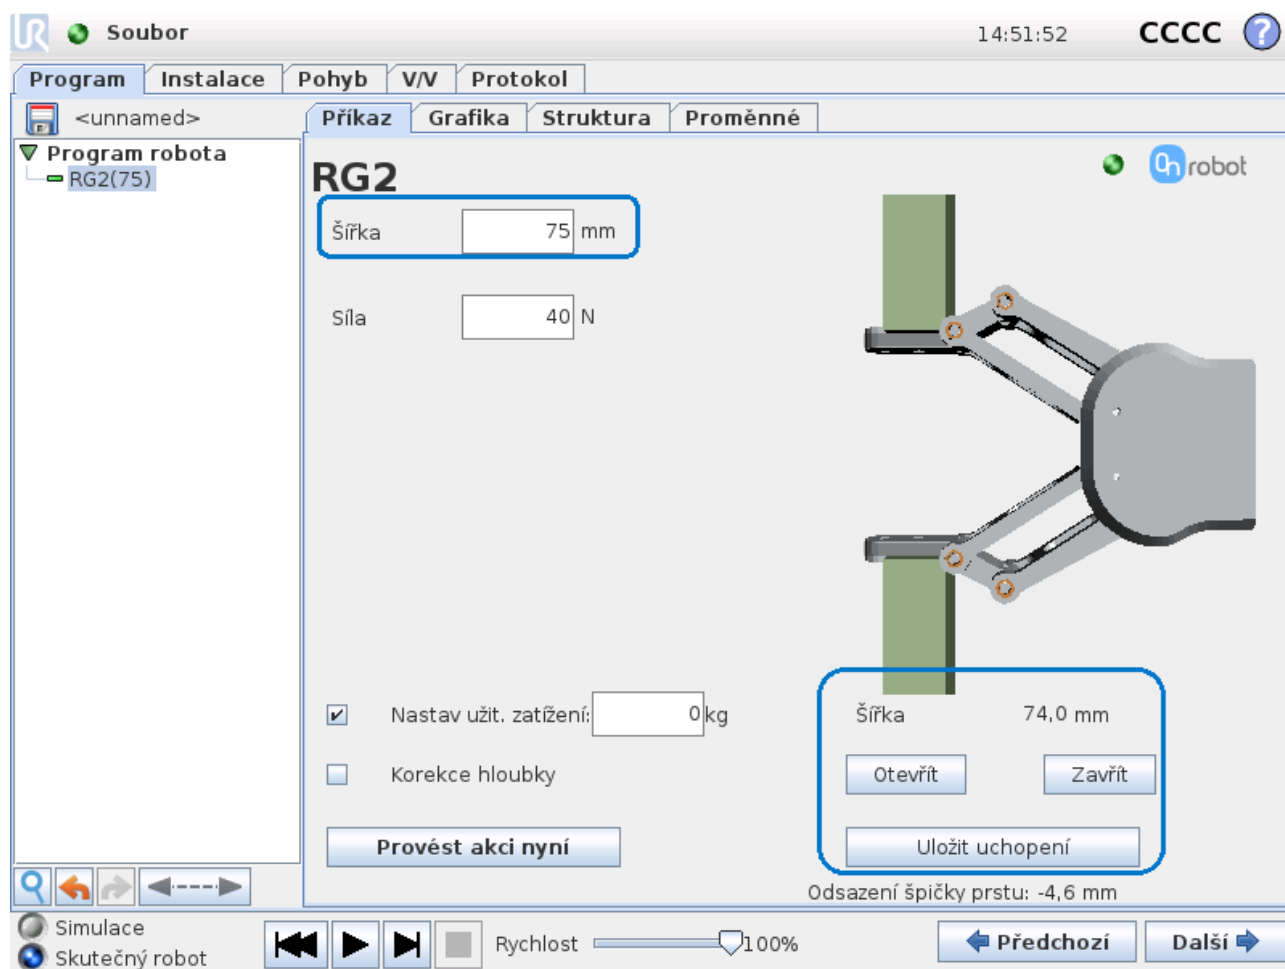 UR Soubor 14:51:52 CCCC ?
Program Instalace Pohyb V/V Protokol
<unnamed> Příkaz Grafika Struktura Proměnné
Program robota
RG2(75)
RG2
On robot
Šířka 75 mm
Síla 40 N
Nastav užit. zatížení: 0 kg
Šířka 74,0 mm
Korekce hloubky
Otevřít Zavřít
Provést akci nyní
Uložit uchopení
Odsazení špičky prstu: -4,6 mm
Simulace
Skutečný robot
Rychlost 100%
Předchozí Další